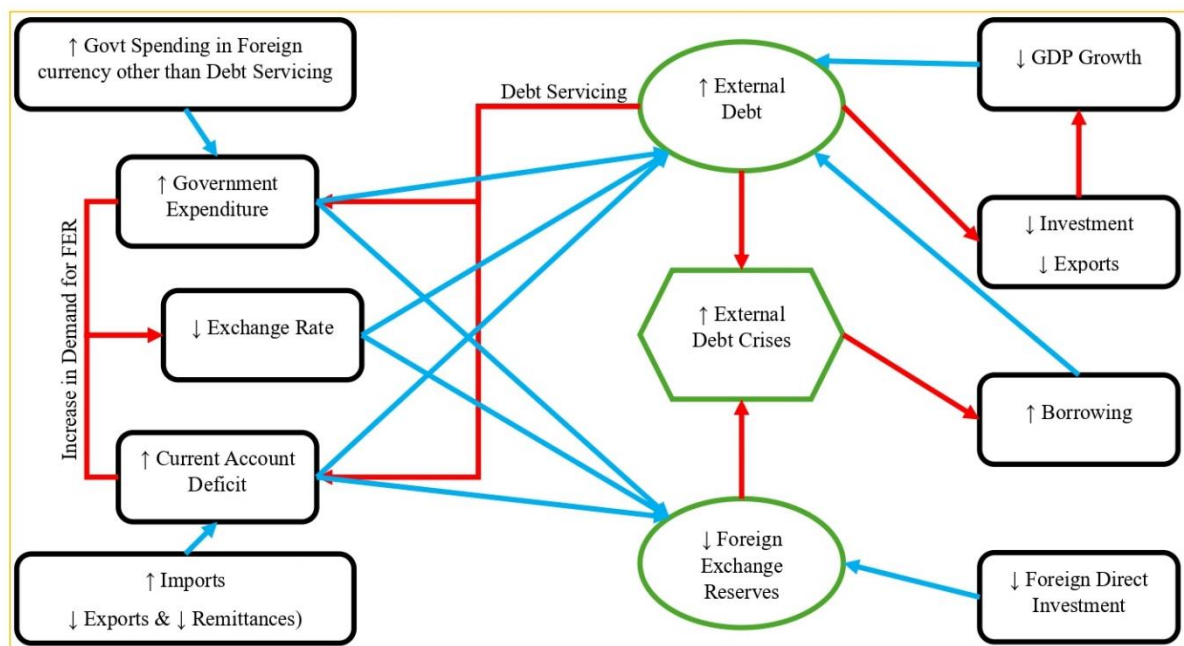 ↑ Govt Spending in Foreign
currency other than Debt Servicing
Debt Servicing
↑ External
Debt
↓ GDP Growth
↑ Government
Expenditure
↓ Investment
↓ Exports
Increase in Demand for FER
↓ Exchange Rate
↑ External
Debt Crises
↑ Borrowing
↑ Current Account
Deficit
↓ Foreign
Exchange
Reserves
↑ Imports
↓ Exports & ↓ Remittances)
↓ Foreign Direct
Investment